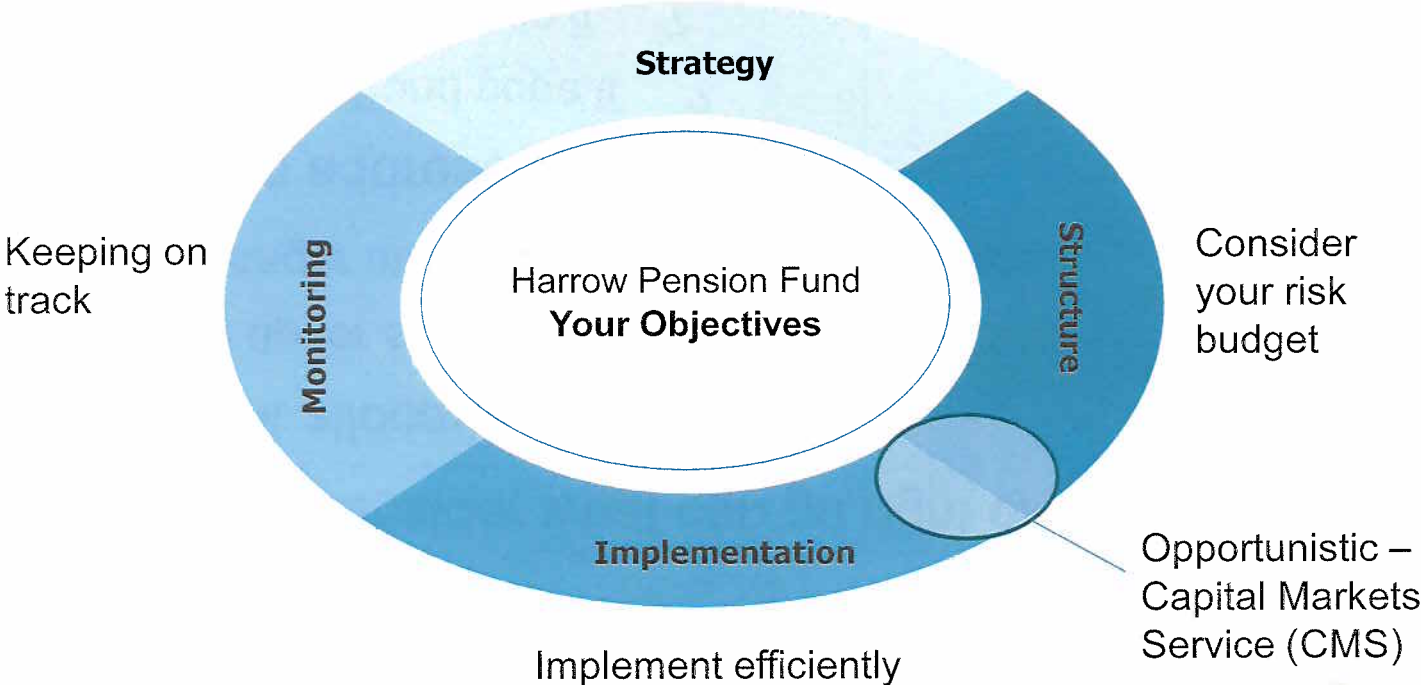 Strategy
Keeping on
track
Monitoring
Harrow Pension Fund
Your Objectives
Structure
Consider
your risk
budget
Implementation
Opportunistic –
Capital Markets
Service (CMS)
Implement efficiently